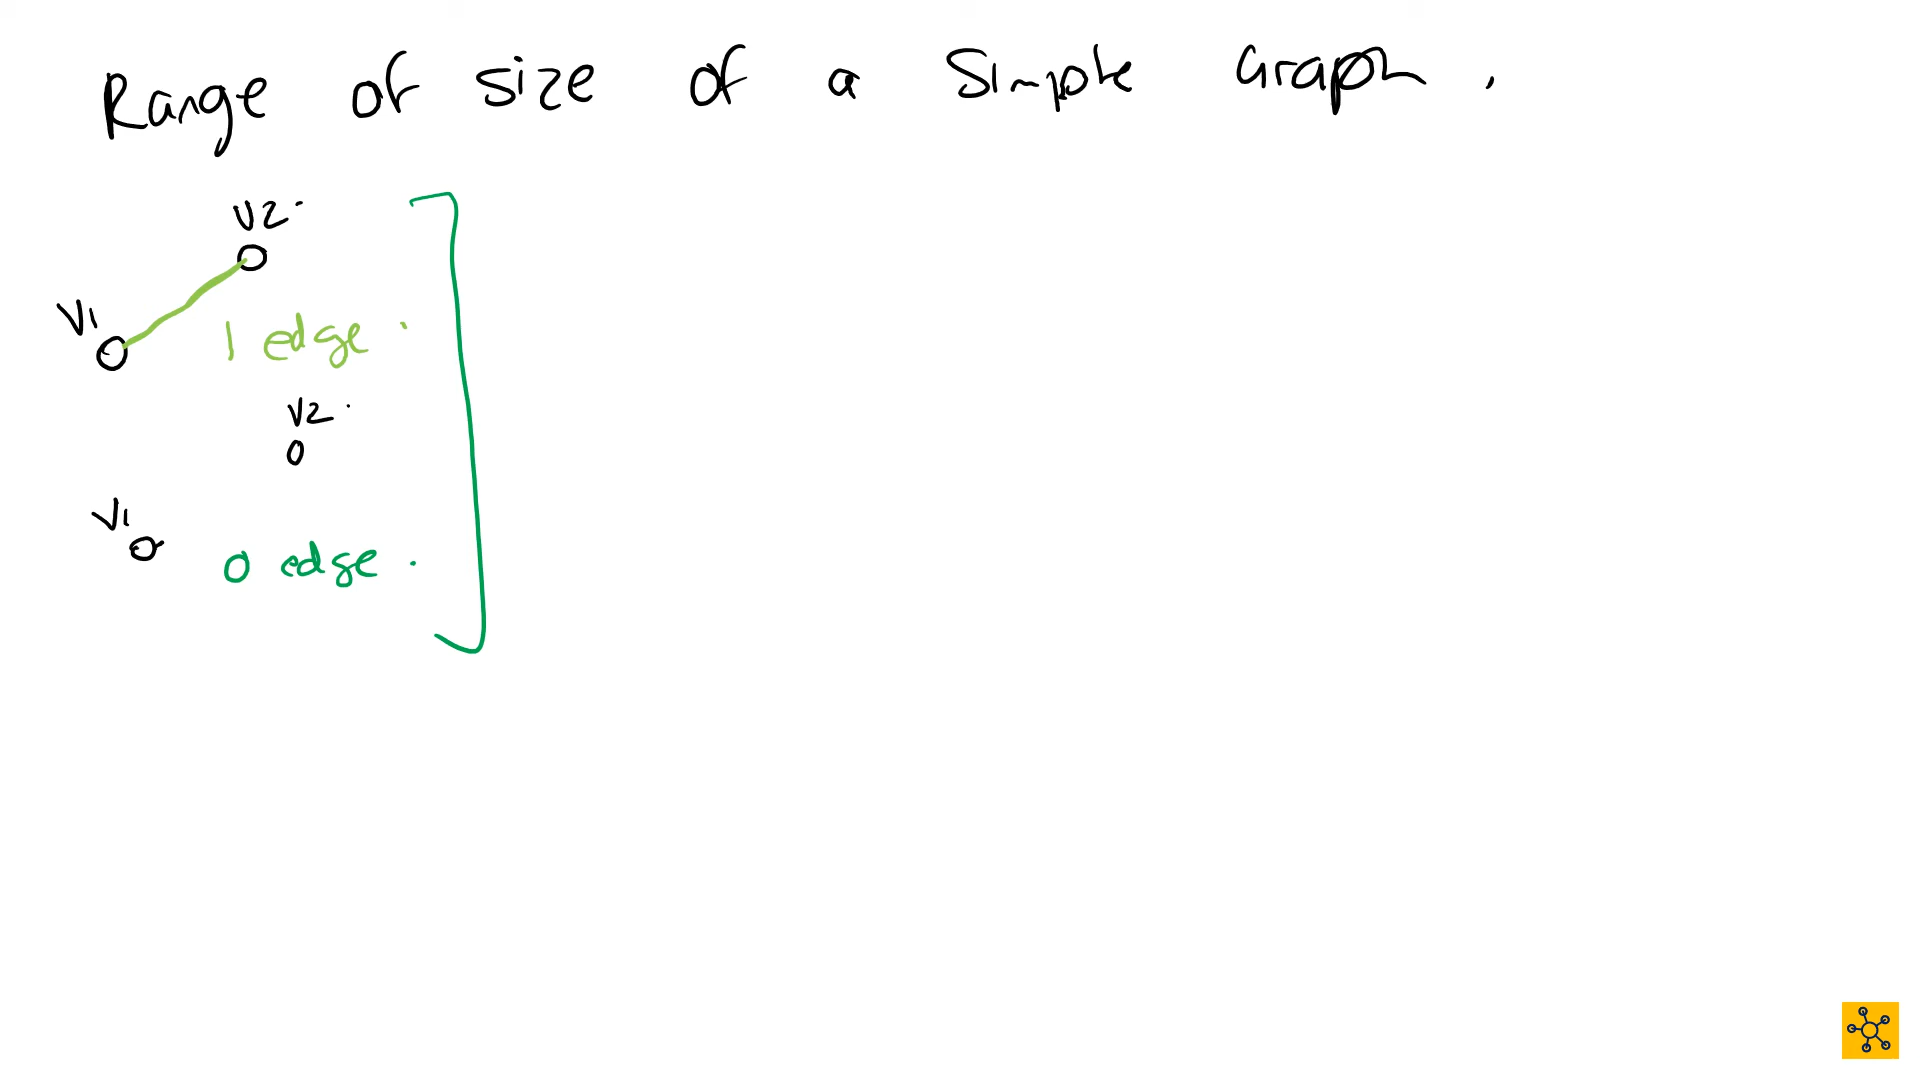 Range of size of a Simple Graph.
V2.
V1
1 edge.
V2.
V1
0 edge.